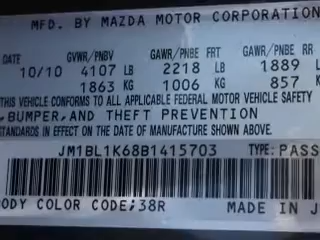 MFD. BY MAZDA MOTOR CORPORATION
DATE GVWR/PNBV GAWR/PNBE FRT GAWR/PNBE RR
10/10 4107 LB 2218 LB 1889
1863 KG 1006 KG 857 KG
THIS VEHICLE CONFORMS TO ALL APPLICABLE FEDERAL MOTOR VEHICLE SAFETY
,BUMPER,AND THEFT PREVENTION
STANDARDS IN EFFECT ON THE DATE OF MANUFACTURE SHOWN ABOVE.
JM1BL1K68B1415703 TYPE: PASS
BODY COLOR CODE;38R MADE IN J